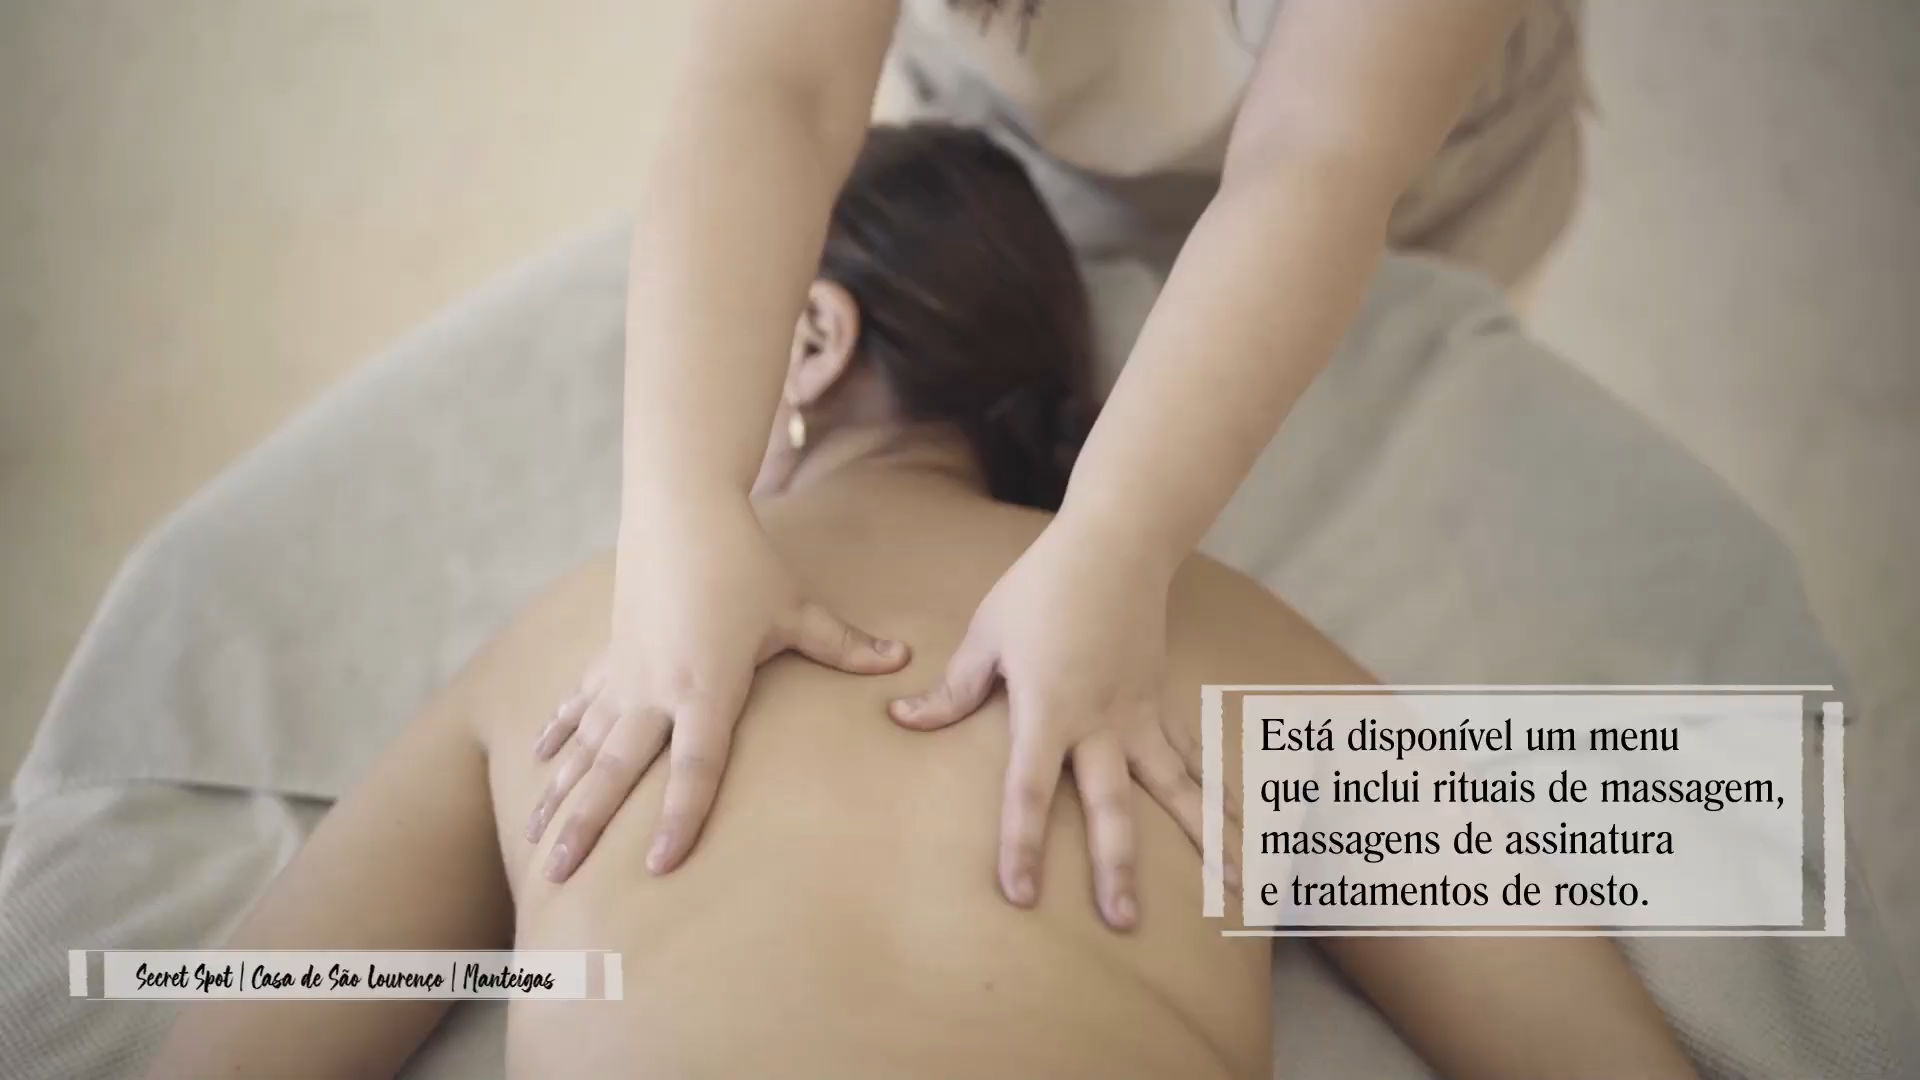 Está disponível um menu
que inclui rituais de massagem,
massagens de assinatura
e tratamentos de rosto.
Secret Spot | Casa de São Lourenço | Manteigas